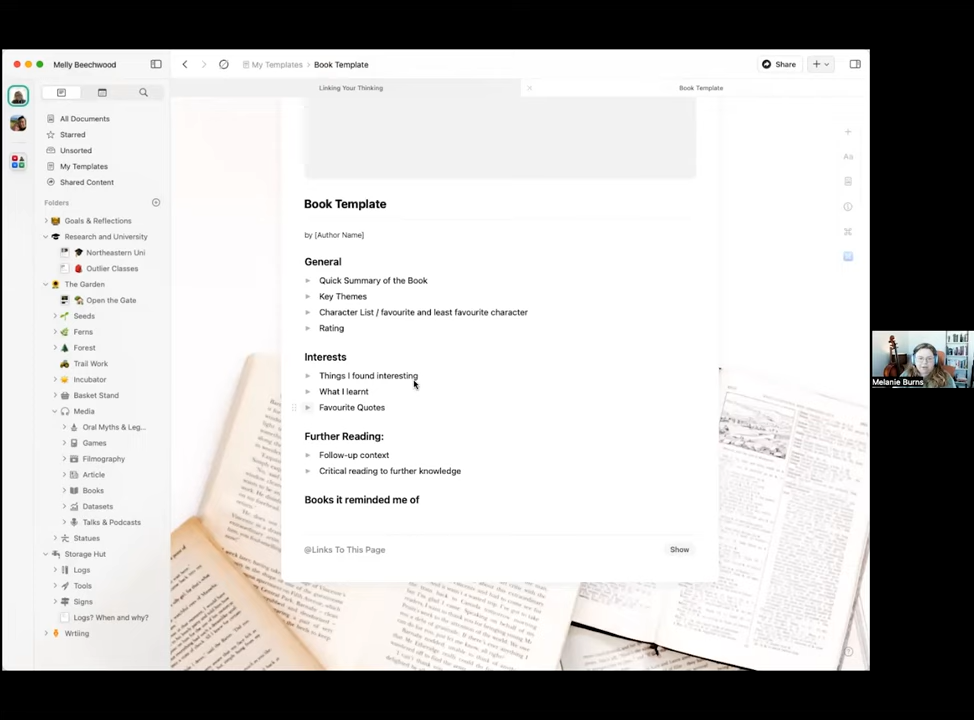 Melly Beechwood
My Templates › Book Template
Share
Linking Your Thinking
Book Template
All Documents
Starred
Unsorted
My Templates
Shared Content
Folders
Goals & Reflections
Research and University
Northeastern Uni
Outlier Classes
The Garden
Open the Gate
Seeds
Ferns
Forest
Trail Work
Incubator
Basket Stand
Media
Oral Myths & Leg...
Games
Filmography
Article
Books
Datasets
Talks & Podcasts
Statues
Storage Hut
Logs
Tools
Signs
Logs? When and why?
Writing
Aa
Book Template
by [Author Name]
General
Quick Summary of the Book
Key Themes
Character List / favourite and least favourite character
Rating
Interests
Things I found interesting
What I learnt
Favourite Quotes
Further Reading:
Follow-up context
Critical reading to further knowledge
Books it reminded me of
@Links To This Page
Show
Melanie Burns